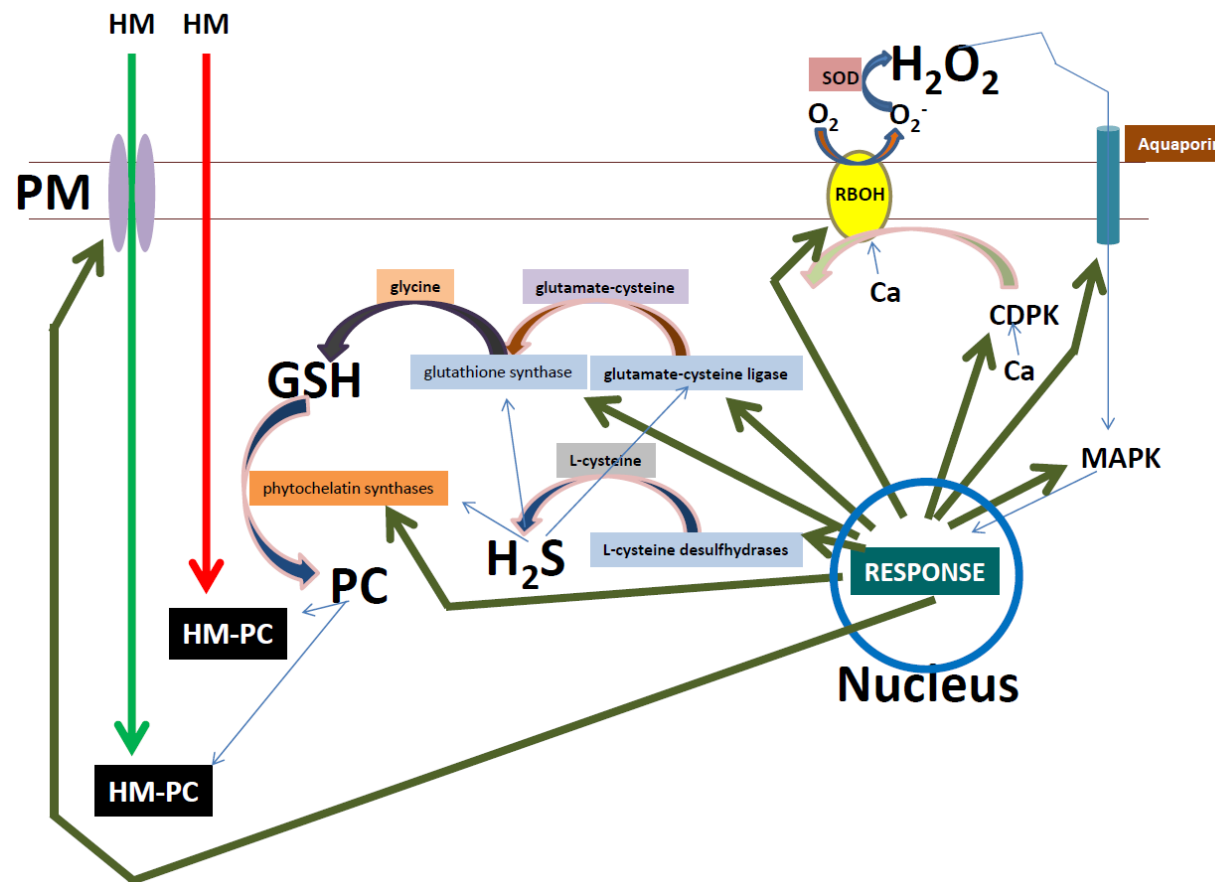 HM HM
H₂O₂
SOD
O₂ O₂⁻
Aquaporin
PM
RBOH
glycine
glutamate-cysteine
Ca
CDPK
GSH
glutathione synthase
glutamate-cysteine ligase
Ca
L-cysteine
MAPK
phytochelatin synthases
H₂S
L-cysteine desulfhydrases
RESPONSE
PC
HM-PC
Nucleus
HM-PC